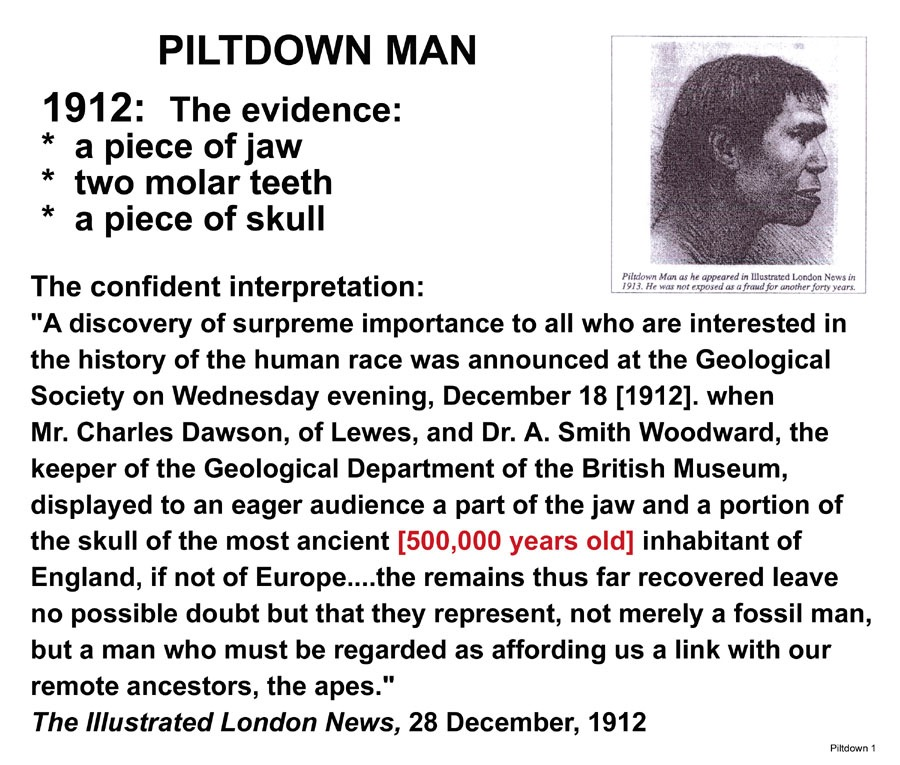 PILTDOWN MAN
1912: The evidence:
* a piece of jaw
* two molar teeth
* a piece of skull
Piltdown Man as he appeared in Illustrated London News in
1913. He was not exposed as a fraud for another forty years.
The confident interpretation:
"A discovery of surpreme importance to all who are interested in
the history of the human race was announced at the Geological
Society on Wednesday evening, December 18 [1912]. when
Mr. Charles Dawson, of Lewes, and Dr. A. Smith Woodward, the
keeper of the Geological Department of the British Museum,
displayed to an eager audience a part of the jaw and a portion of
the skull of the most ancient [500,000 years old] inhabitant of
England, if not of Europe....the remains thus far recovered leave
no possible doubt but that they represent, not merely a fossil man,
but a man who must be regarded as affording us a link with our
remote ancestors, the apes."
The Illustrated London News, 28 December, 1912
Piltdown 1